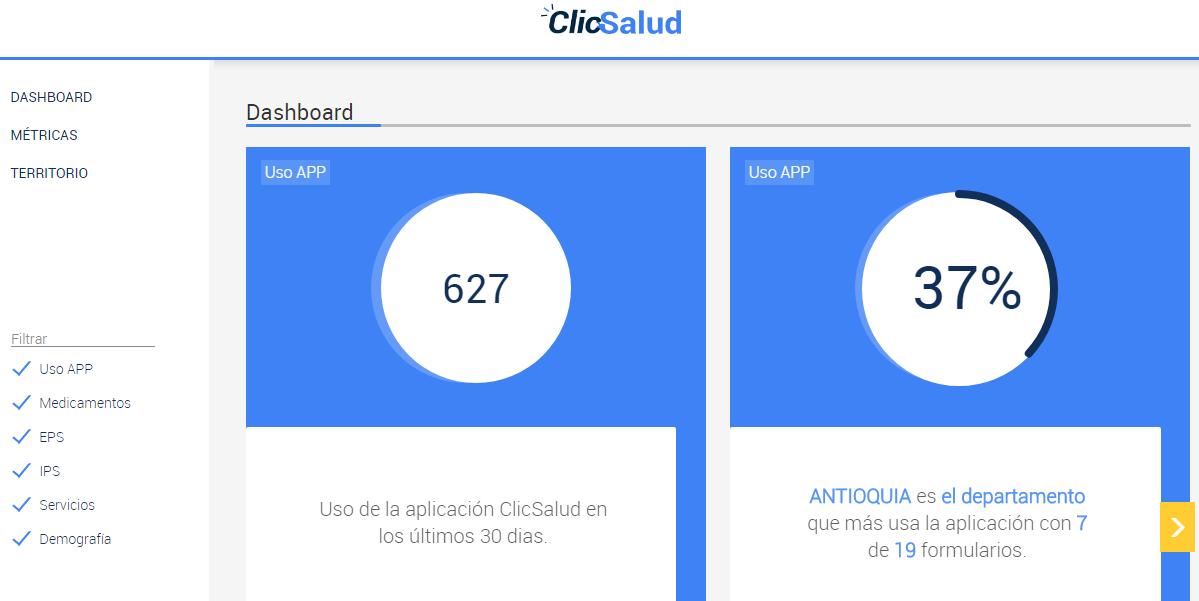 ClicSalud
DASHBOARD
MÉTRICAS
TERRITORIO
Filtrar
Uso APP
Medicamentos
EPS
IPS
Servicios
Demografía
Dashboard
Uso APP
627
Uso de la aplicación ClicSalud en
los últimos 30 dias.
Uso APP
37%
ANTIOQUIA es el departamento
que más usa la aplicación con 7
de 19 formularios.